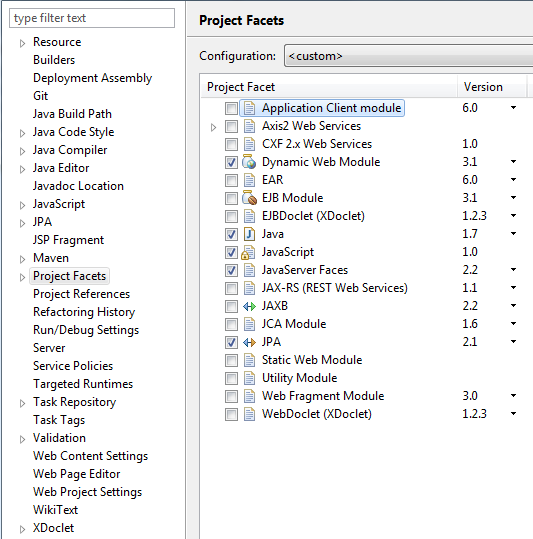 type filter text
Resource
Builders
Deployment Assembly
Git
Java Build Path
Java Code Style
Java Compiler
Java Editor
Javadoc Location
JavaScript
JPA
JSP Fragment
Maven
Project Facets
Project References
Refactoring History
Run/Debug Settings
Server
Service Policies
Targeted Runtimes
Task Repository
Task Tags
Validation
Web Content Settings
Web Page Editor
Web Project Settings
WikiText
XDoclet
Project Facets
Configuration: <custom>
Project Facet Version
Application Client module 6.0
Axis2 Web Services
CXF 2.x Web Services 1.0
Dynamic Web Module 3.1
EAR 6.0
EJB Module 3.1
EJBDoclet (XDoclet) 1.2.3
Java 1.7
JavaScript 1.0
JavaServer Faces 2.2
JAX-RS (REST Web Services) 1.1
JAXB 2.2
JCA Module 1.6
JPA 2.1
Static Web Module
Utility Module
Web Fragment Module 3.0
WebDoclet (XDoclet) 1.2.3